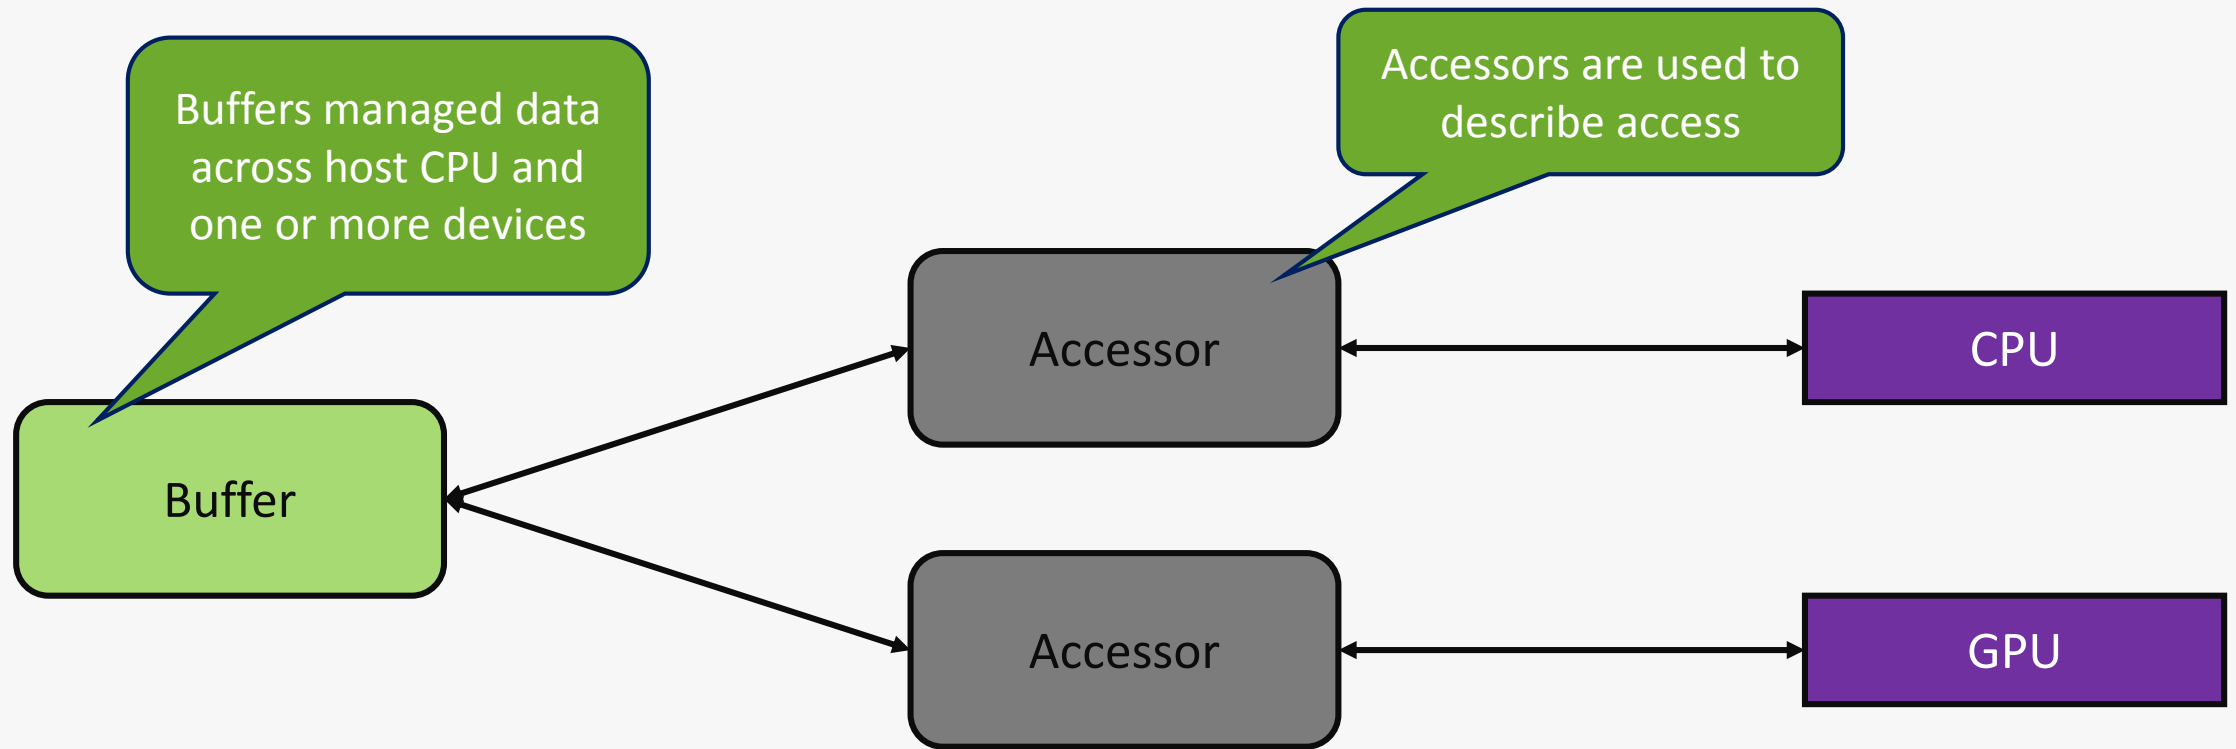 Buffers managed data
across host CPU and
one or more devices
Accessors are used to
describe access
Accessor
CPU
Buffer
Accessor
GPU